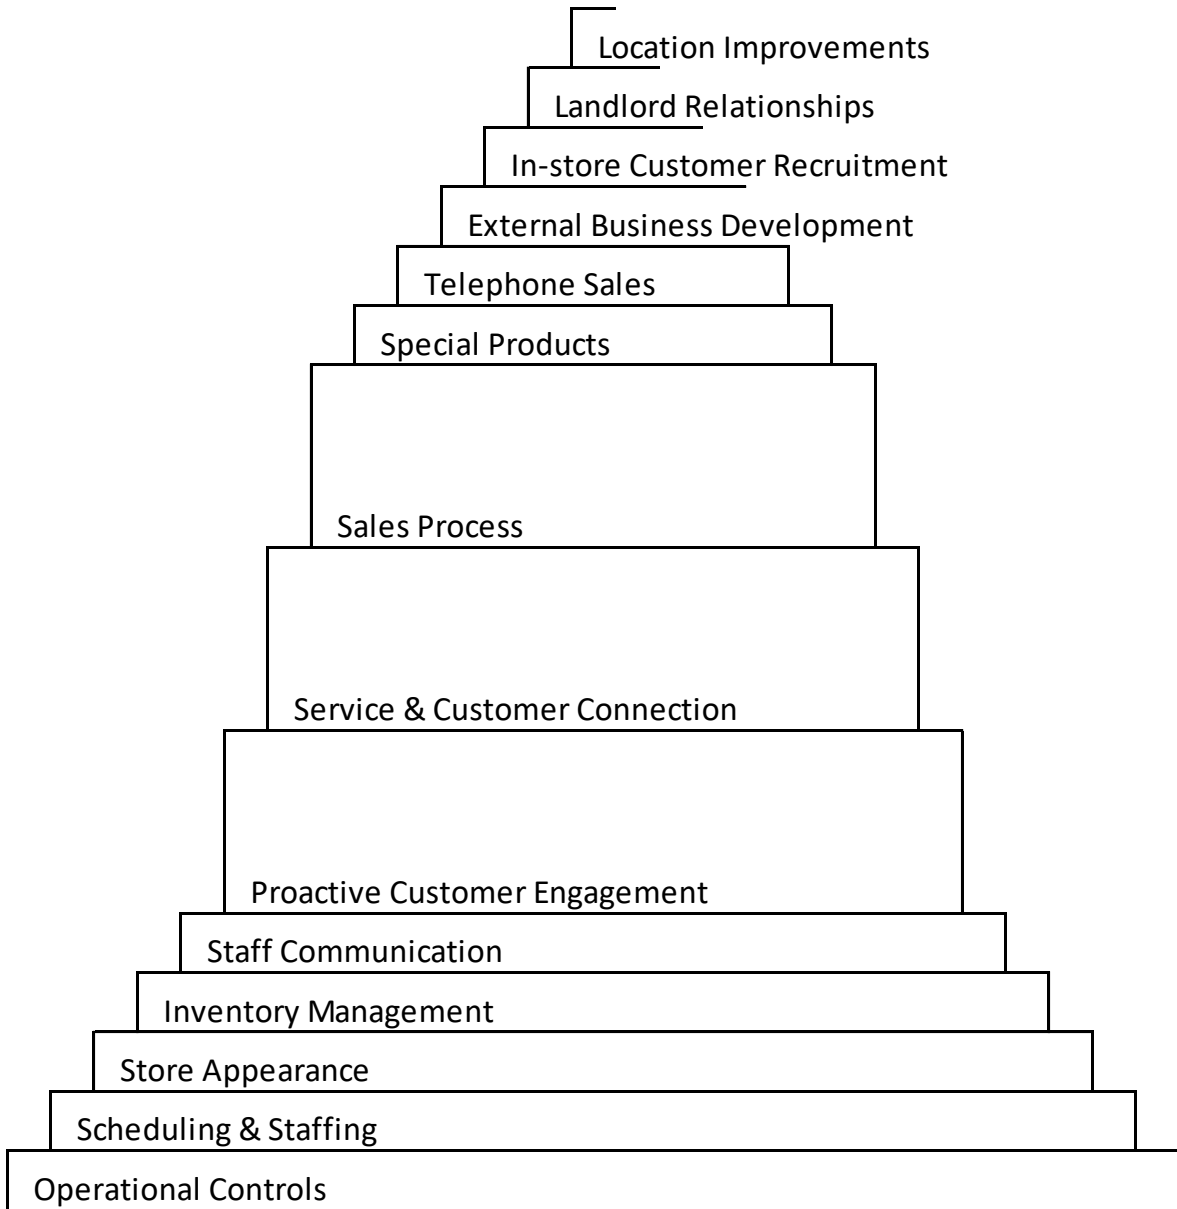 Location Improvements
Landlord Relationships
In-store Customer Recruitment
External Business Development
Telephone Sales
Special Products
Sales Process
Service & Customer Connection
Proactive Customer Engagement
Staff Communication
Inventory Management
Store Appearance
Scheduling & Staffing
Operational Controls